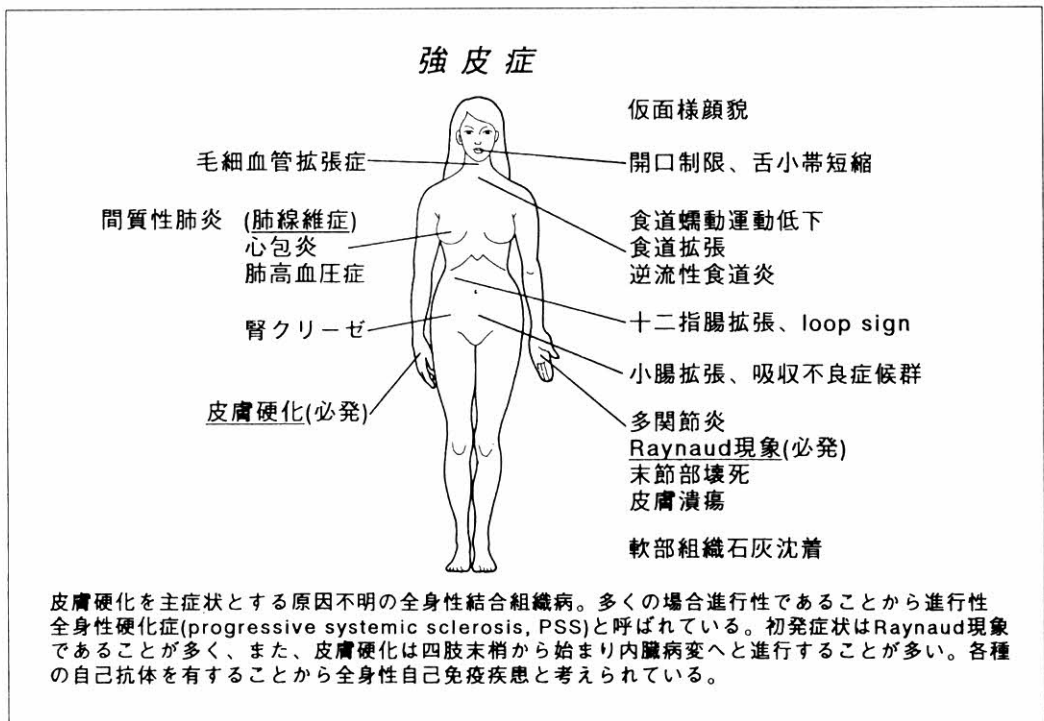 強皮症
仮面様顔貌
毛細血管拡張症
開口制限、舌小帯短縮
間質性肺炎 (肺線維症)
心包炎
肺高血圧症
食道蠕動運動低下
食道拡張
逆流性食道炎
腎クリーゼ
十二指腸拡張、loop sign
小腸拡張、吸収不良症候群
皮膚硬化(必発)
多関節炎
Raynaud現象(必発)
末節部壊死
皮膚潰瘍
軟部組織石灰沈着
皮膚硬化を主症状とする原因不明の全身性結合組織病。多くの場合進行性であることから進行性
全身性硬化症(progressive systemic sclerosis, PSS)と呼ばれている。初発症状はRaynaud現象
であることが多く、また、皮膚硬化は四肢末梢から始まり内臓病変へと進行することが多い。各種
の自己抗体を有することから全身性自己免疫疾患と考えられている。